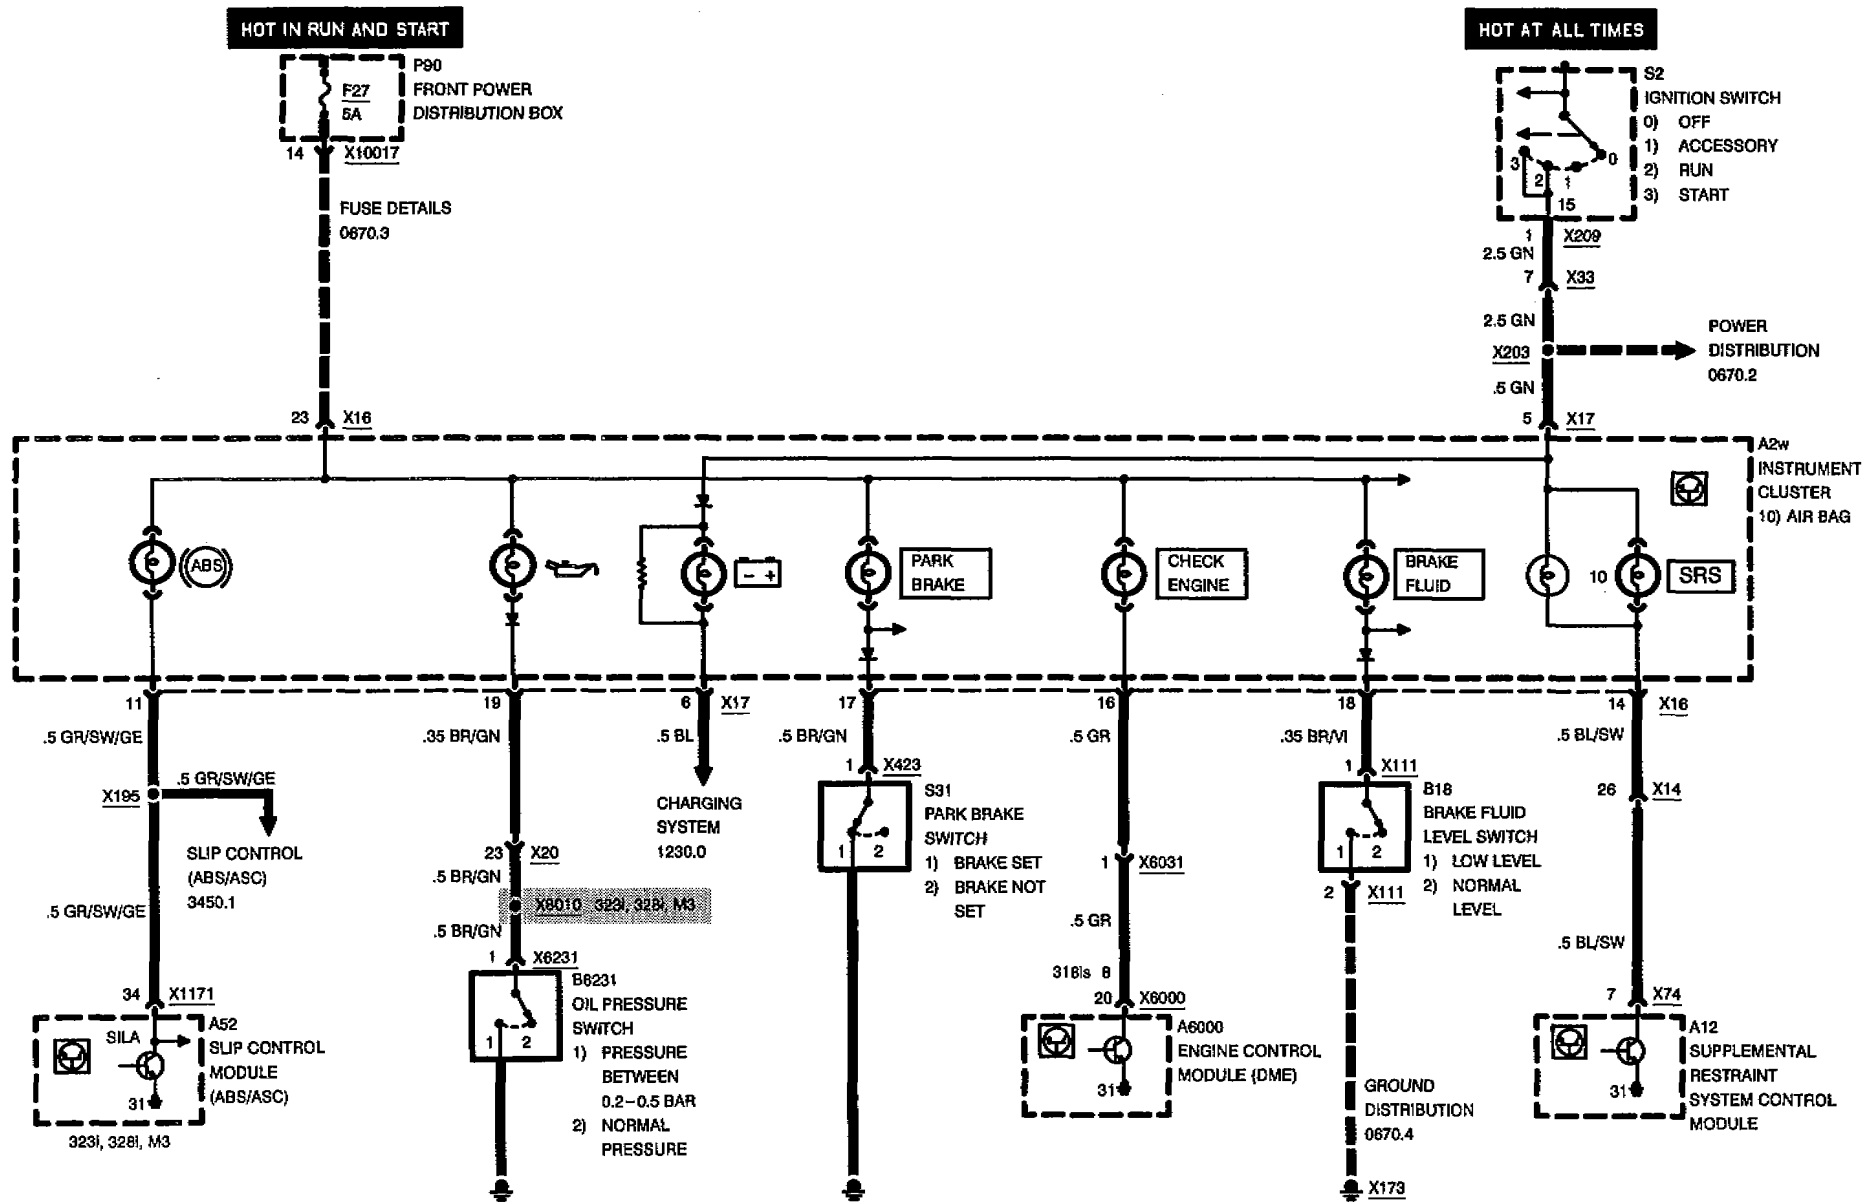 HOT IN RUN AND START
HOT AT ALL TIMES
P90
FRONT POWER
DISTRIBUTION BOX
F27
5A
14 X10017
FUSE DETAILS
0670.3
23 X16
S2
IGNITION SWITCH
0) OFF
1) ACCESSORY
2) RUN
3) START
3
2
1
0
15
1 X209
2.5 GN
7 X33
2.5 GN
X203
POWER
DISTRIBUTION
0670.2
.5 GN
5 X17
A2w
INSTRUMENT
CLUSTER
10) AIR BAG
ABS
- +
PARK
BRAKE
CHECK
ENGINE
BRAKE
FLUID
10
SRS
11
19
6 X17
17
16
18
14 X16
.5 GR/SW/GE
.35 BR/GN
.5 BL
.5 BR/GN
.5 GR
.35 BR/VI
.5 BL/SW
X195
.5 GR/SW/GE
SLIP CONTROL
(ABS/ASC)
3450.1
.5 GR/SW/GE
34 X1171
SILA
31
A52
SLIP CONTROL
MODULE
(ABS/ASC)
323i, 328i, M3
23 X20
.5 BR/GN
X6010 323i, 328i, M3
.5 BR/GN
1 X6231
1 2
B6231
OIL PRESSURE
SWITCH
1) PRESSURE
BETWEEN
0.2-0.5 BAR
2) NORMAL
PRESSURE
CHARGING
SYSTEM
1230.0
1 X423
1 2
S31
PARK BRAKE
SWITCH
1) BRAKE SET
2) BRAKE NOT
SET
1 X6031
.5 GR
318is 8
20 X6000
31
A6000
ENGINE CONTROL
MODULE (DME)
1 X111
1 2
B18
BRAKE FLUID
LEVEL SWITCH
1) LOW LEVEL
2) NORMAL
LEVEL
2 X111
GROUND
DISTRIBUTION
0670.4
X173
26 X14
.5 BL/SW
7 X74
31
A12
SUPPLEMENTAL
RESTRAINT
SYSTEM CONTROL
MODULE